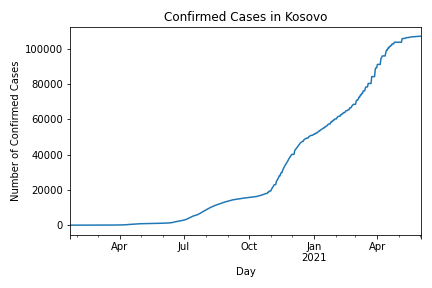 Confirmed Cases in Kosovo
Number of Confirmed Cases
100000
80000
60000
40000
20000
0
Apr
Jul
Oct
Jan
2021
Apr
Day